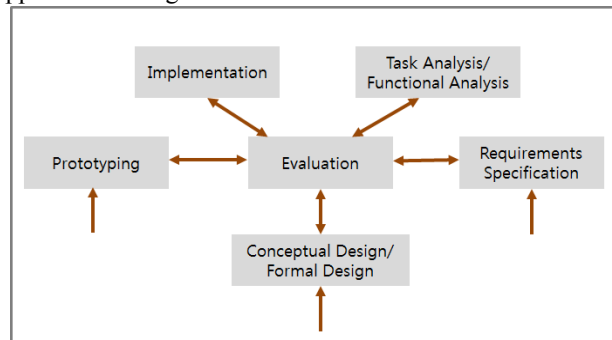 Implementation
Task Analysis/
Functional Analysis
Prototyping
Evaluation
Requirements
Specification
Conceptual Design/
Formal Design